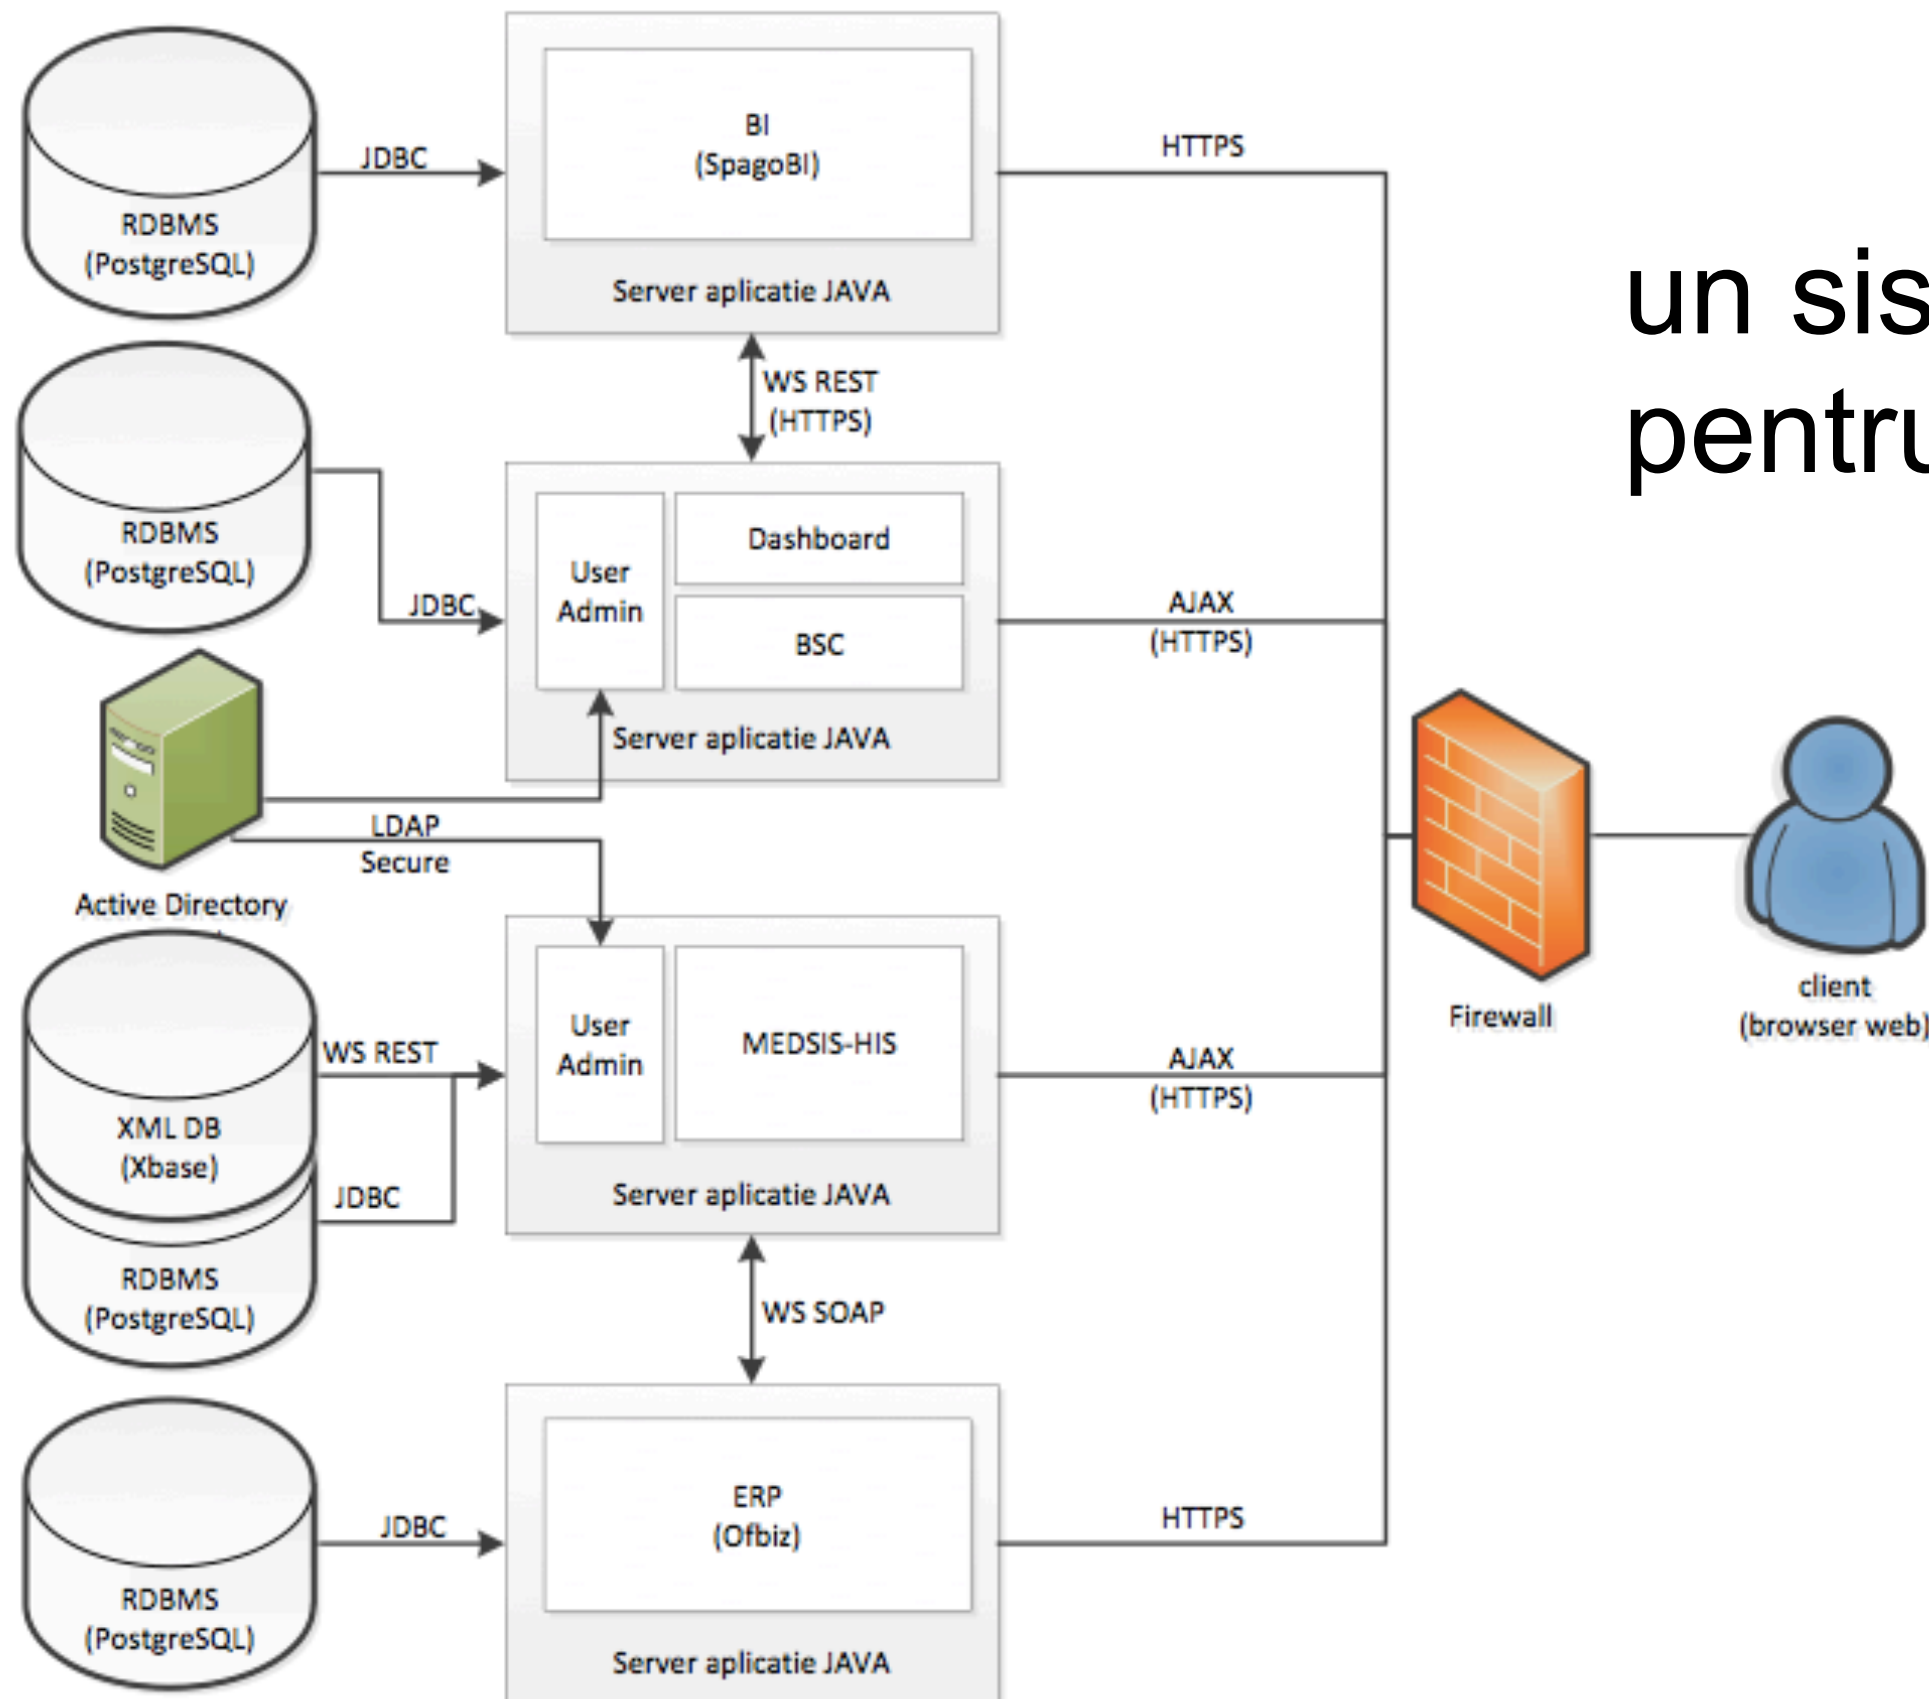 RDBMS
(PostgreSQL)
JDBC
BI
(SpagoBI)
Server aplicatie JAVA
HTTPS
un sis
pentru
WS REST
(HTTPS)
RDBMS
(PostgreSQL)
JDBC
User
Admin
Dashboard
BSC
Server aplicatie JAVA
AJAX
(HTTPS)
Active Directory
LDAP
Secure
Firewall
client
(browser web)
XML DB
(Xbase)
WS REST
RDBMS
(PostgreSQL)
JDBC
User
Admin
MEDSIS-HIS
Server aplicatie JAVA
AJAX
(HTTPS)
WS SOAP
RDBMS
(PostgreSQL)
JDBC
ERP
(Ofbiz)
Server aplicatie JAVA
HTTPS